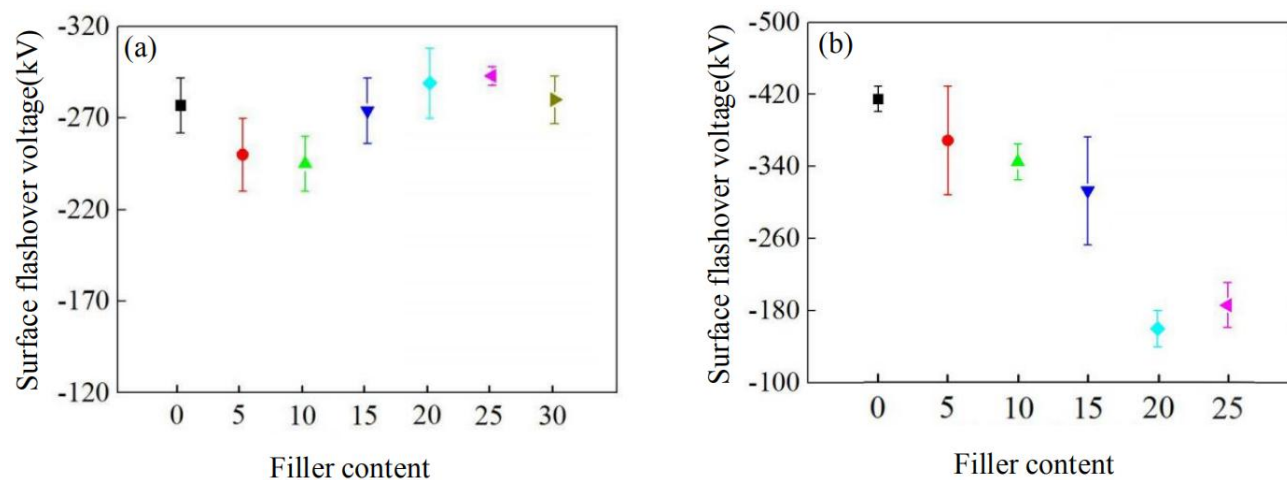 (a)
Surface flashover voltage(kV)
-320
-270
-220
-170
-120
0 5 10 15 20 25 30
Filler content
(b)
Surface flashover voltage(kV)
-500
-420
-340
-260
-180
-100
0 5 10 15 20 25
Filler content